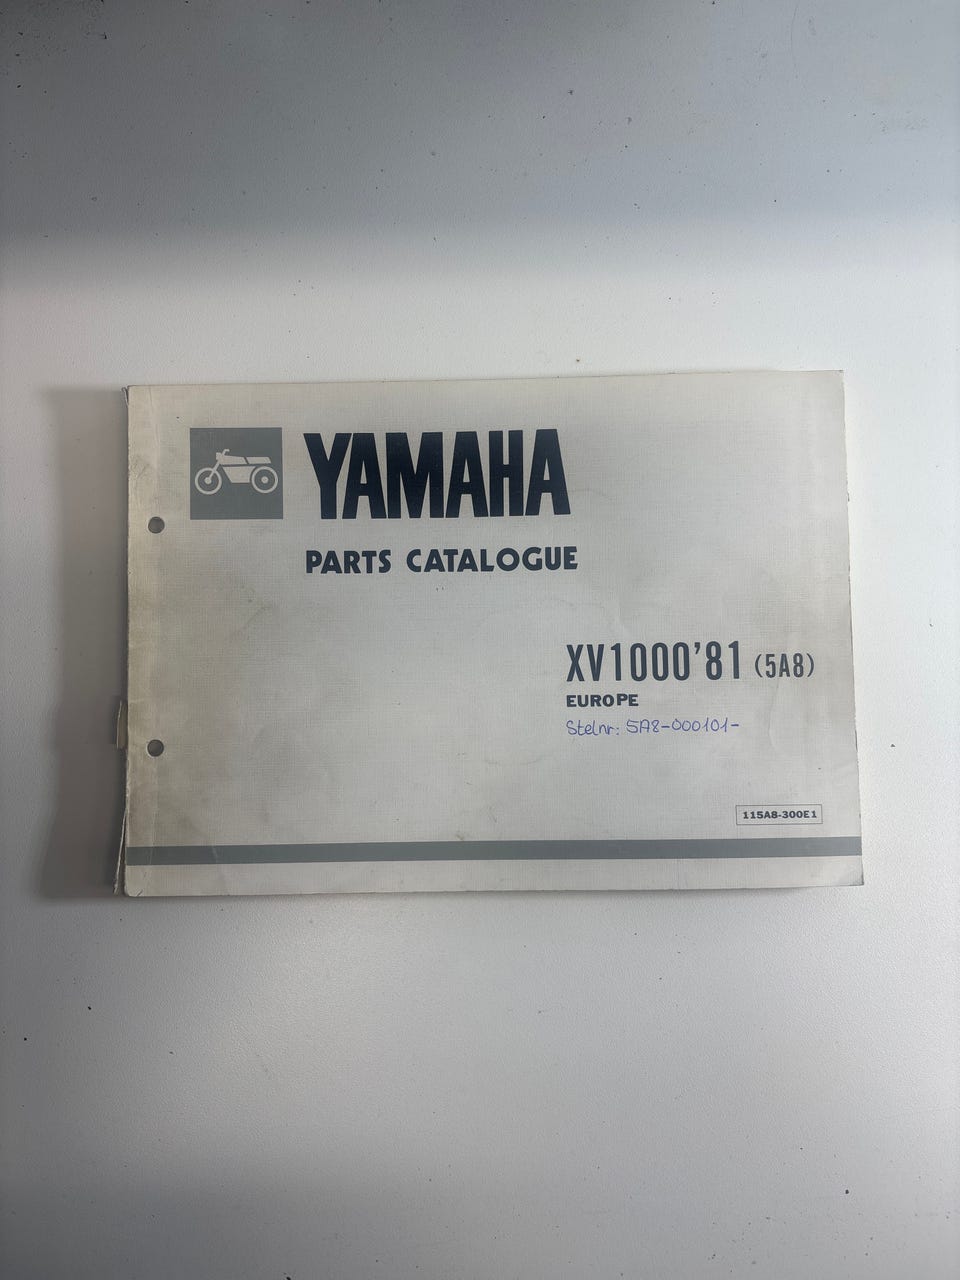 YAMAHA
PARTS CATALOGUE
XV1000'81 (5A8)
EUROPE
Stelnr: 5A8-000101-
115A8-300E1